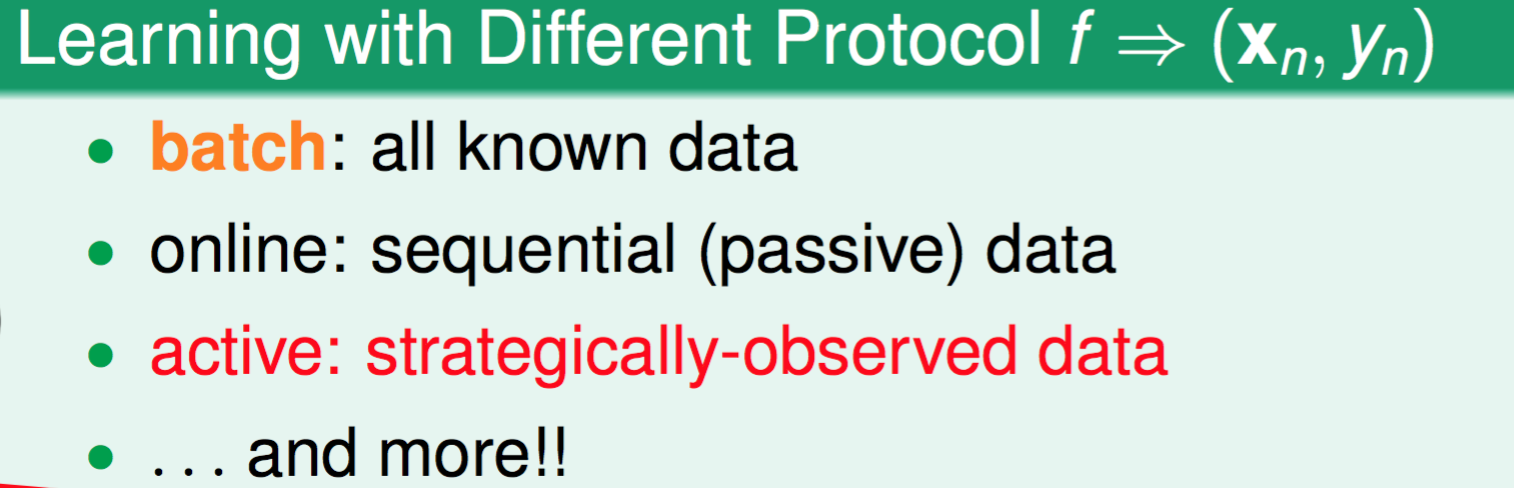 Learning with Different Protocol f ⇒ (xn, yn)
• batch: all known data
• online: sequential (passive) data
• active: strategically-observed data
• . . . and more!!